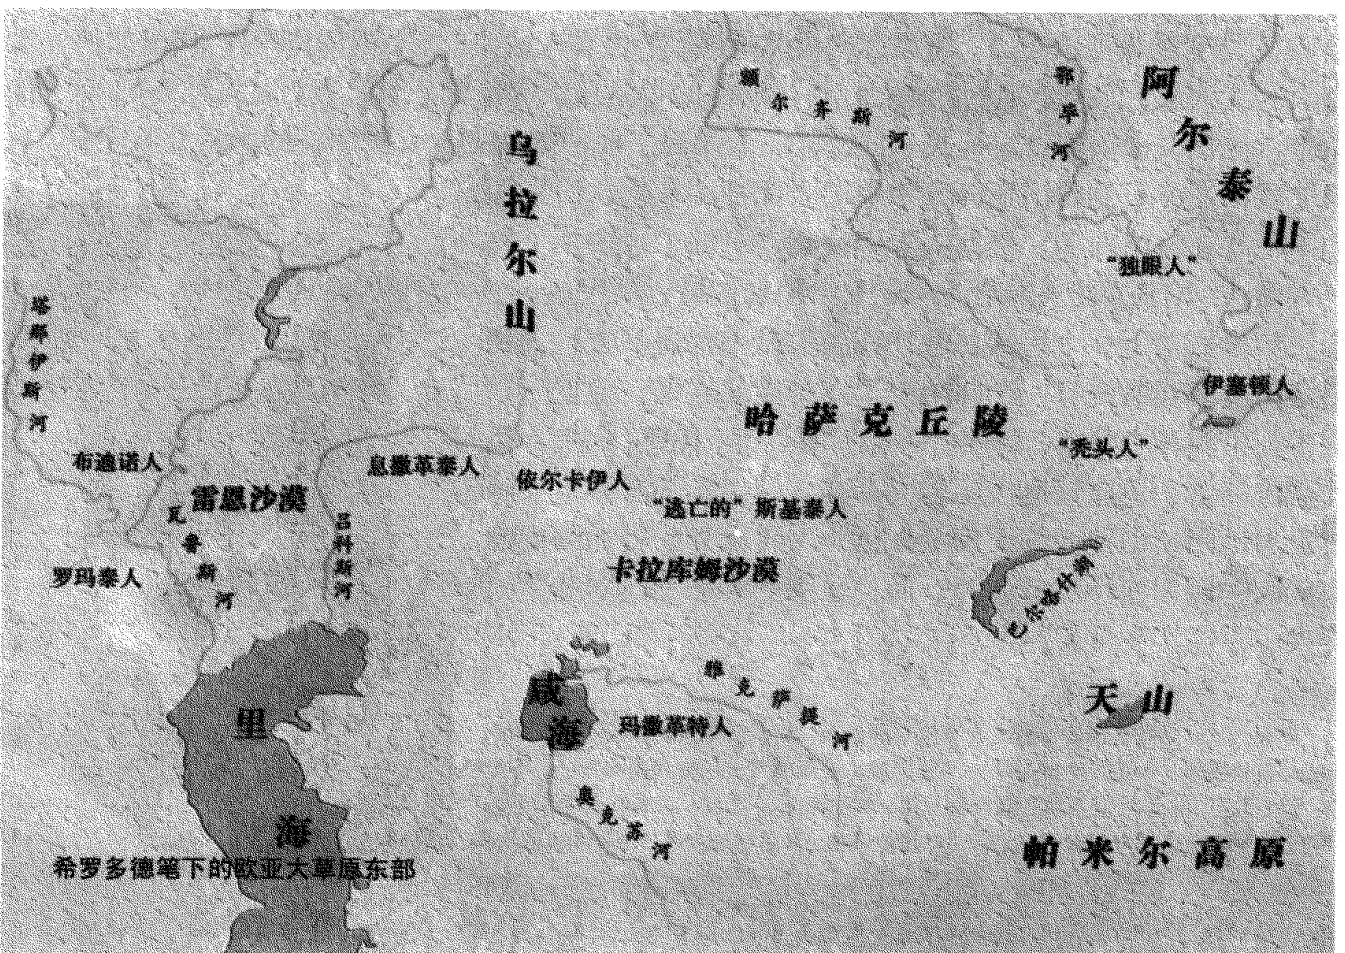 额尔齐斯河
鄂毕河
阿尔泰山
乌拉尔山
“独眼人”
塔那伊斯河
伊塞顿人
哈萨克丘陵
“秃头人”
布迪诺人
息撒革泰人
依尔卡伊人
雷恩沙漠
“逃亡的”斯基泰人
瓦鲁斯河
吕科斯河
卡拉库姆沙漠
罗玛泰人
巴尔喀什湖
雅克萨提河
咸海
玛撒革特人
天山
里海
奥克苏河
帕米尔高原
希罗多德笔下的欧亚大草原东部